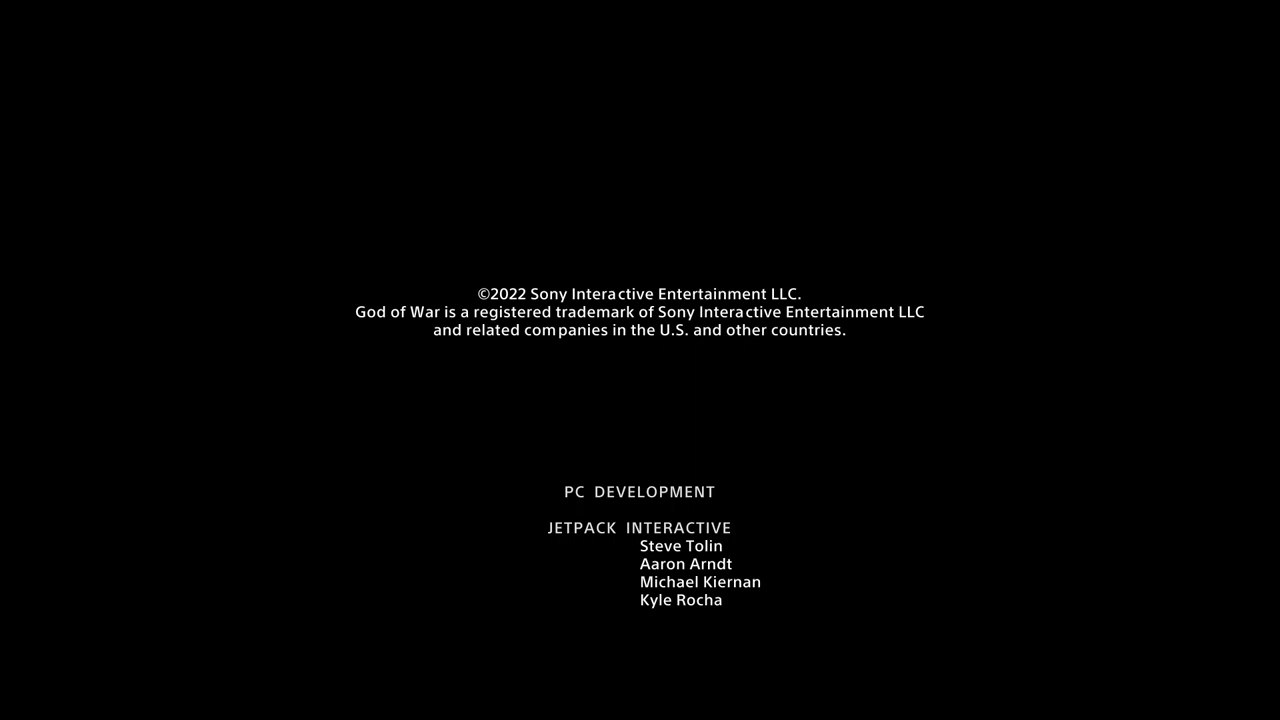 ©2022 Sony Interactive Entertainment LLC.
God of War is a registered trademark of Sony Interactive Entertainment LLC
and related companies in the U.S. and other countries.
PC DEVELOPMENT
JETPACK INTERACTIVE
Steve Tolin
Aaron Arndt
Michael Kiernan
Kyle Rocha